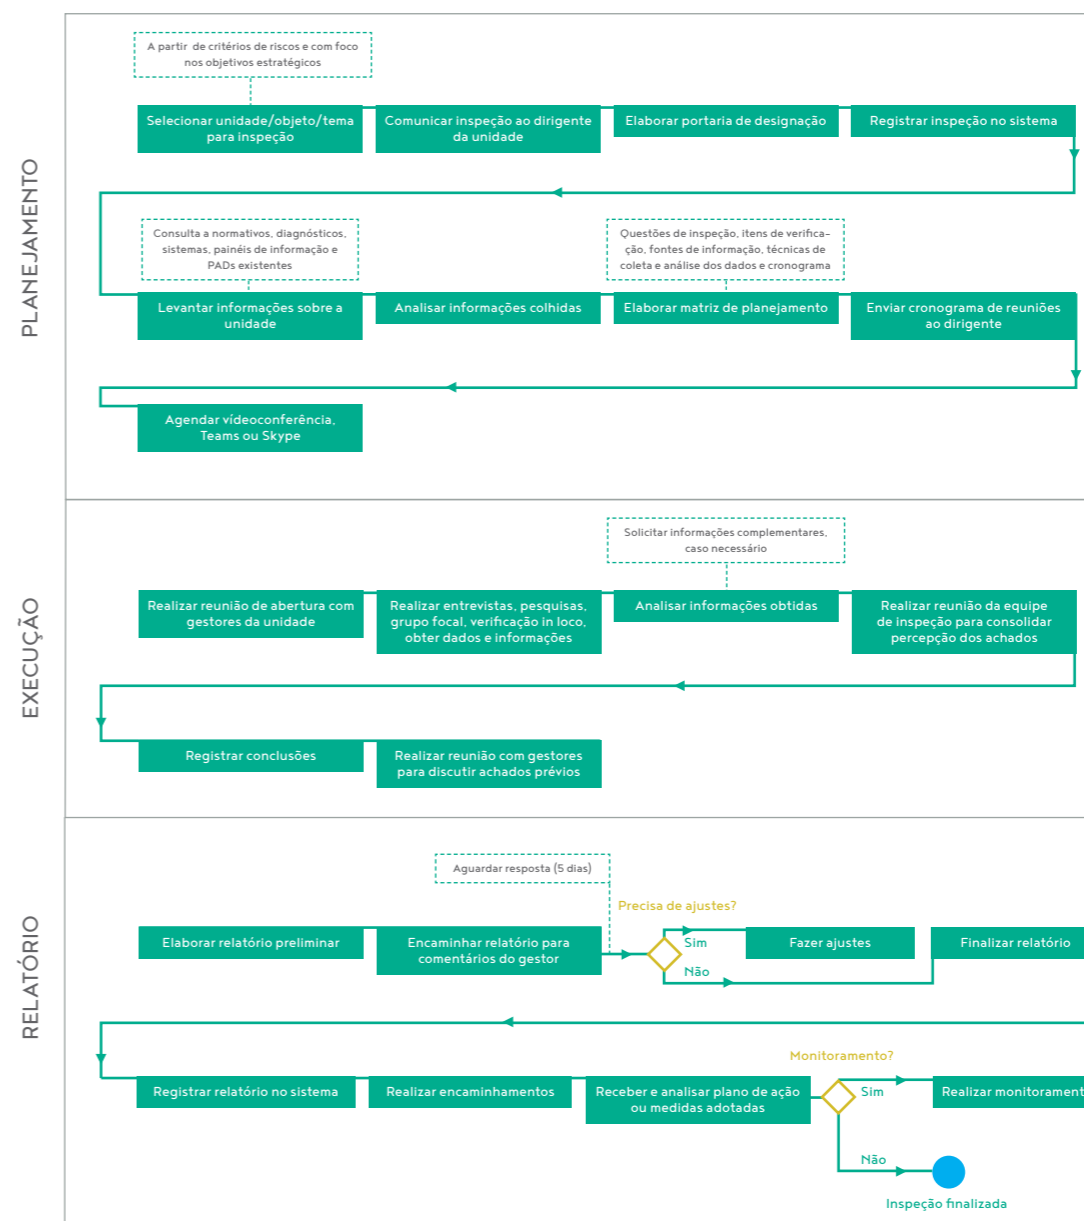 PLANEJAMENTO
A partir de critérios de riscos e com foco
nos objetivos estratégicos
Selecionar unidade/objeto/tema
para inspeção
Comunicar inspeção ao dirigente
da unidade
Elaborar portaria de designação
Registrar inspeção no sistema
Consulta a normativos, diagnósticos,
sistemas, painéis de informação e
PADs existentes
Questões de inspeção, itens de verifica-
ção, fontes de informação, técnicas de
coleta e análise dos dados e cronograma
Levantar informações sobre a
unidade
Analisar informações colhidas
Elaborar matriz de planejamento
Enviar cronograma de reuniões
ao dirigente
Agendar vídeoconferência,
Teams ou Skype
EXECUÇÃO
Solicitar informações complementares,
caso necessário
Realizar reunião de abertura com
gestores da unidade
Realizar entrevistas, pesquisas,
grupo focal, verificação in loco,
obter dados e informações
Analisar informações obtidas
Realizar reunião da equipe
de inspeção para consolidar
percepção dos achados
Registrar conclusões
Realizar reunião com gestores
para discutir achados prévios
RELATÓRIO
Aguardar resposta (5 dias)
Elaborar relatório preliminar
Encaminhar relatório para
comentários do gestor
Precisa de ajustes?
Sim
Não
Fazer ajustes
Finalizar relatório
Registrar relatório no sistema
Realizar encaminhamentos
Receber e analisar plano de ação
ou medidas adotadas
Monitoramento?
Sim
Não
Realizar monitorament
Inspeção finalizada